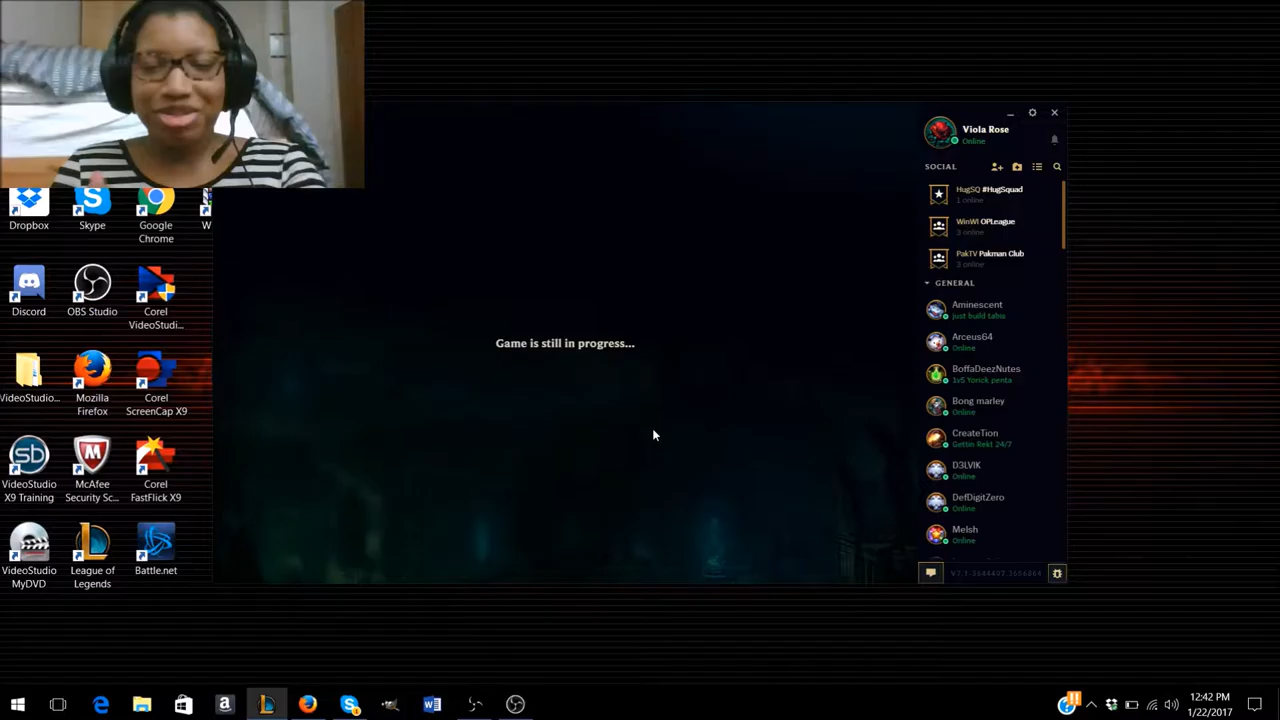 Dropbox
Skype
Google
Chrome
W
Discord
OBS Studio
Corel
VideoStudi...
VideoStudio...
Mozilla
Firefox
Corel
ScreenCap X9
VideoStudio
X9 Training
McAfee
Security Sc...
Corel
FastFlick X9
VideoStudio
MyDVD
League of
Legends
Battle.net
Game is still in progress...
Viola Rose
Online
SOCIAL
HugSQ #HugSquad
1 online
WinWI OPLeague
3 online
PakTV Pakman Club
3 online
GENERAL
Aminescent
just build tabis
Arceus64
Online
BoffaDeezNutes
1v5 Yorick penta
Bong marley
Online
CreateTion
Gettin Rekt 24/7
D3LVIK
Online
DefDigitZero
Online
Melsh
Online
12:42 PM
1/22/2017